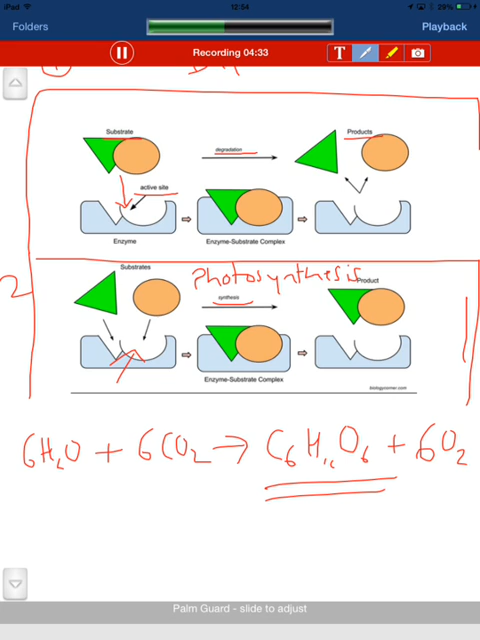 iPad 12:54 29%
Folders Playback
Recording 04:33 T
Substrate Products
degradation
active site
Enzyme Enzyme-Substrate Complex
2
Substrates Photosynthesis Product
synthesis
Enzyme-Substrate Complex
biologycorner.com
6H₂O + 6CO₂ → C₆H₁₂O₆ + 6O₂
Palm Guard - slide to adjust